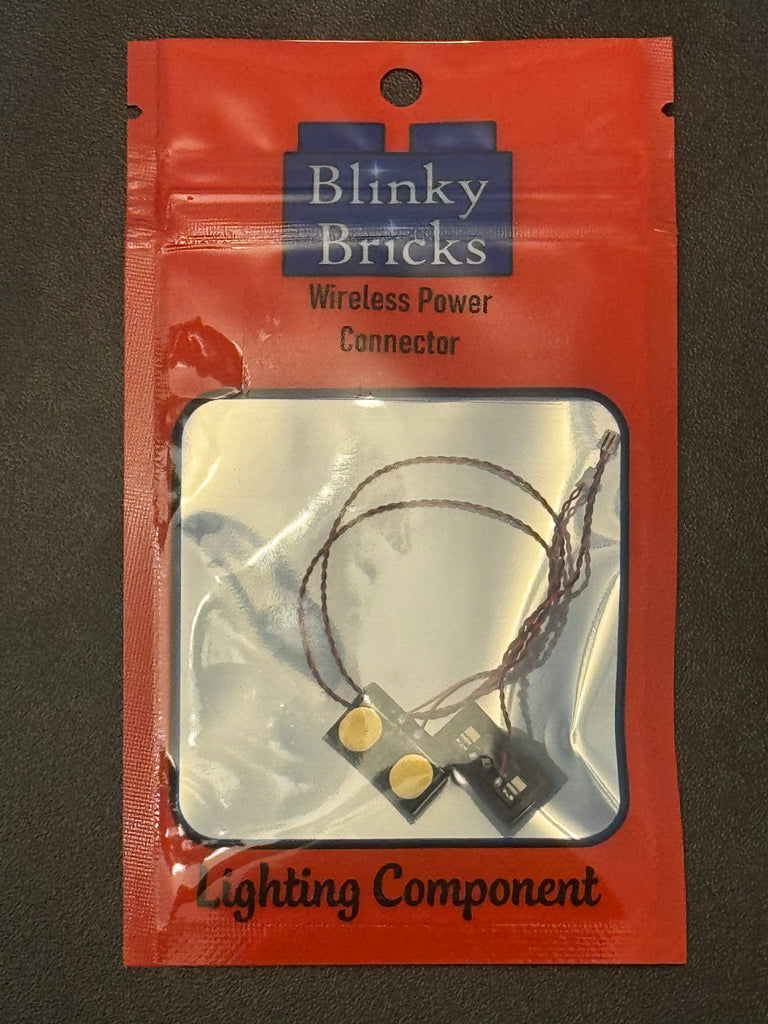 Blinky
Bricks
Wireless Power
Connector
Lighting Component